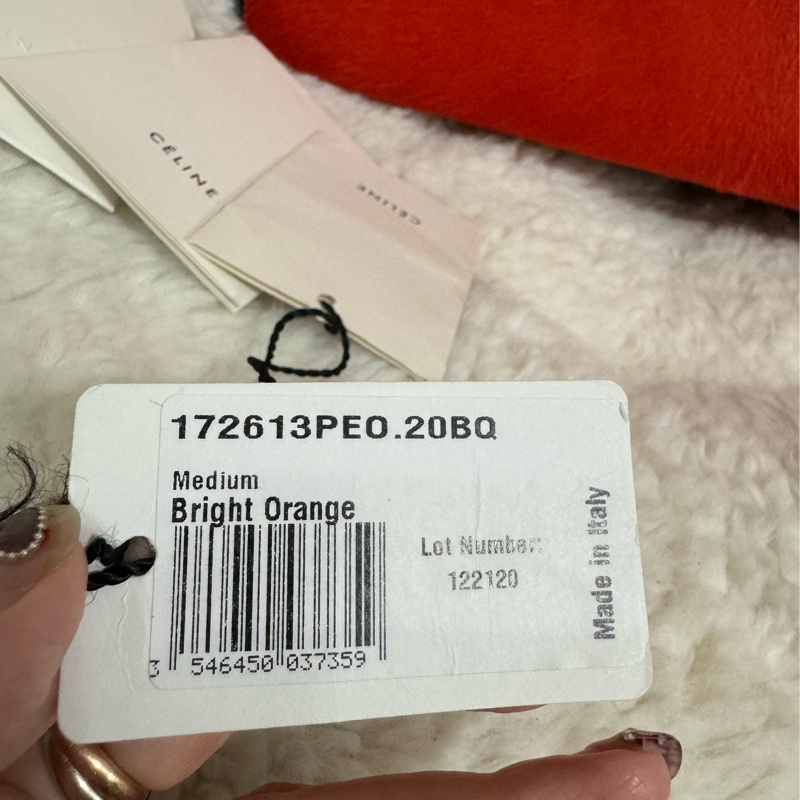 CÉLINE
CÉLINE
172613PEO.20BQ
Medium
Bright Orange
Lot Number:
122120
3 546450 037359
Made in Italy